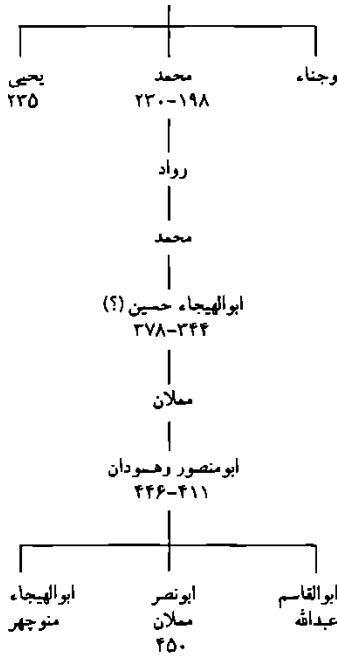 وجناء
محمد
۱۹۸-۲۳۰
یحیی
۲۳۵
رواد
محمد
ابوالهیجاء حسین (؟)
۳۴۴-۳۷۸
مملان
ابومنصور وهسودان
۴۱۱-۴۴۶
ابوالقاسم
عبدالله
ابونصر
مملان
۴۵۰
ابوالهیجاء
منوچهر